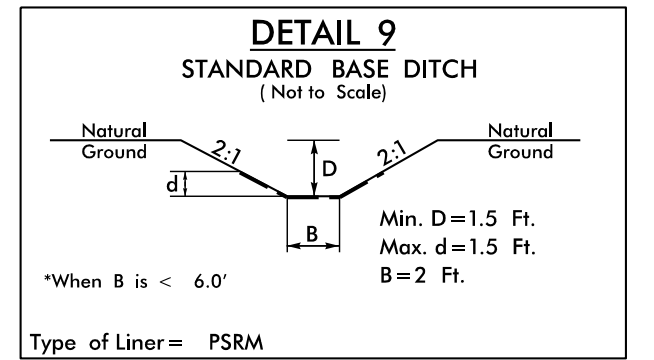 DETAIL 9
STANDARD BASE DITCH
( Not to Scale)
Natural
Ground
2:1
D
2:1
Natural
Ground
d
B
Min. D=1.5 Ft.
Max. d=1.5 Ft.
B=2 Ft.
*When B is < 6.0'
Type of Liner= PSRM